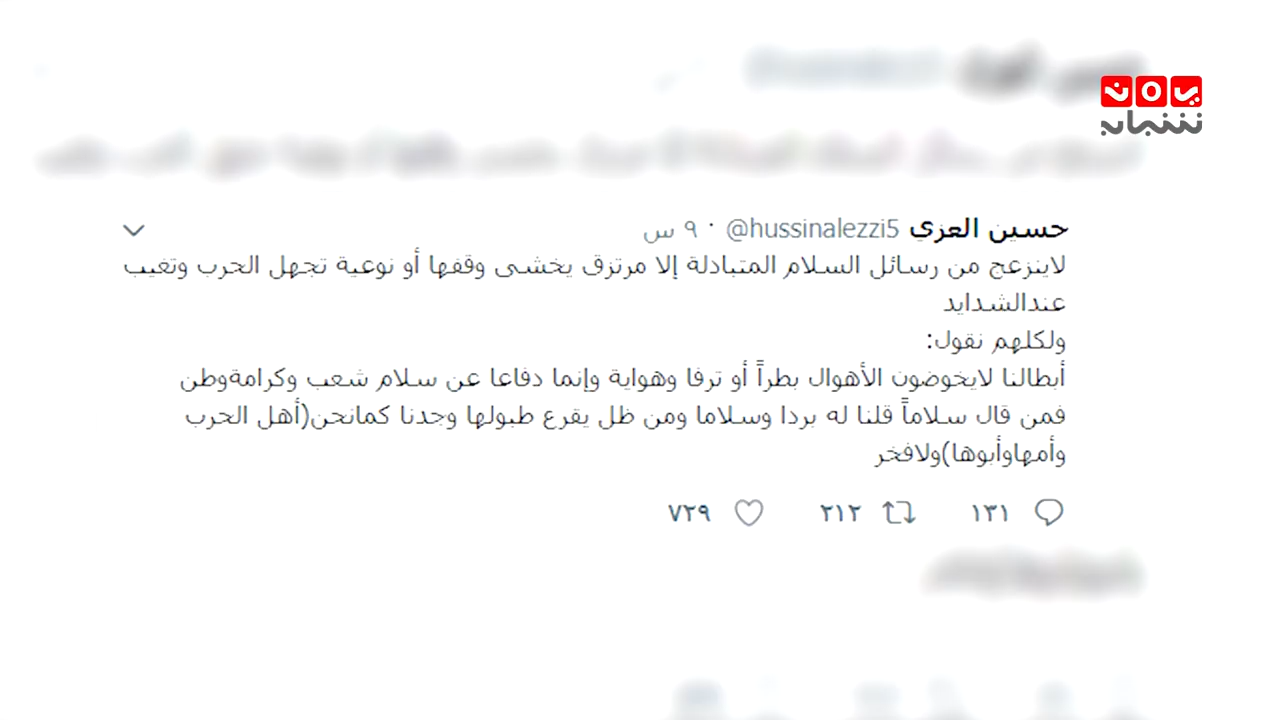 يمن
شباب
حسين العزي @hussinalezzi5 · ٩ س
لاينزعج من رسائل السلام المتبادلة إلا مرتزق يخشى وقفها أو نوعية تجهل الحرب وتغيب
عندالشدايد
ولكلهم نقول:
أبطالنا لايخوضون الأهوال بطراً أو ترفا وهواية وإنما دفاعا عن سلام شعب وكرامةوطن
فمن قال سلاماً قلنا له بردا وسلاما ومن ظل يقرع طبولها وجدنا كمانحن(أهل الحرب
وأمهاوأبوها)ولافخر
١٣١ ٢١٢ ٧٢٩